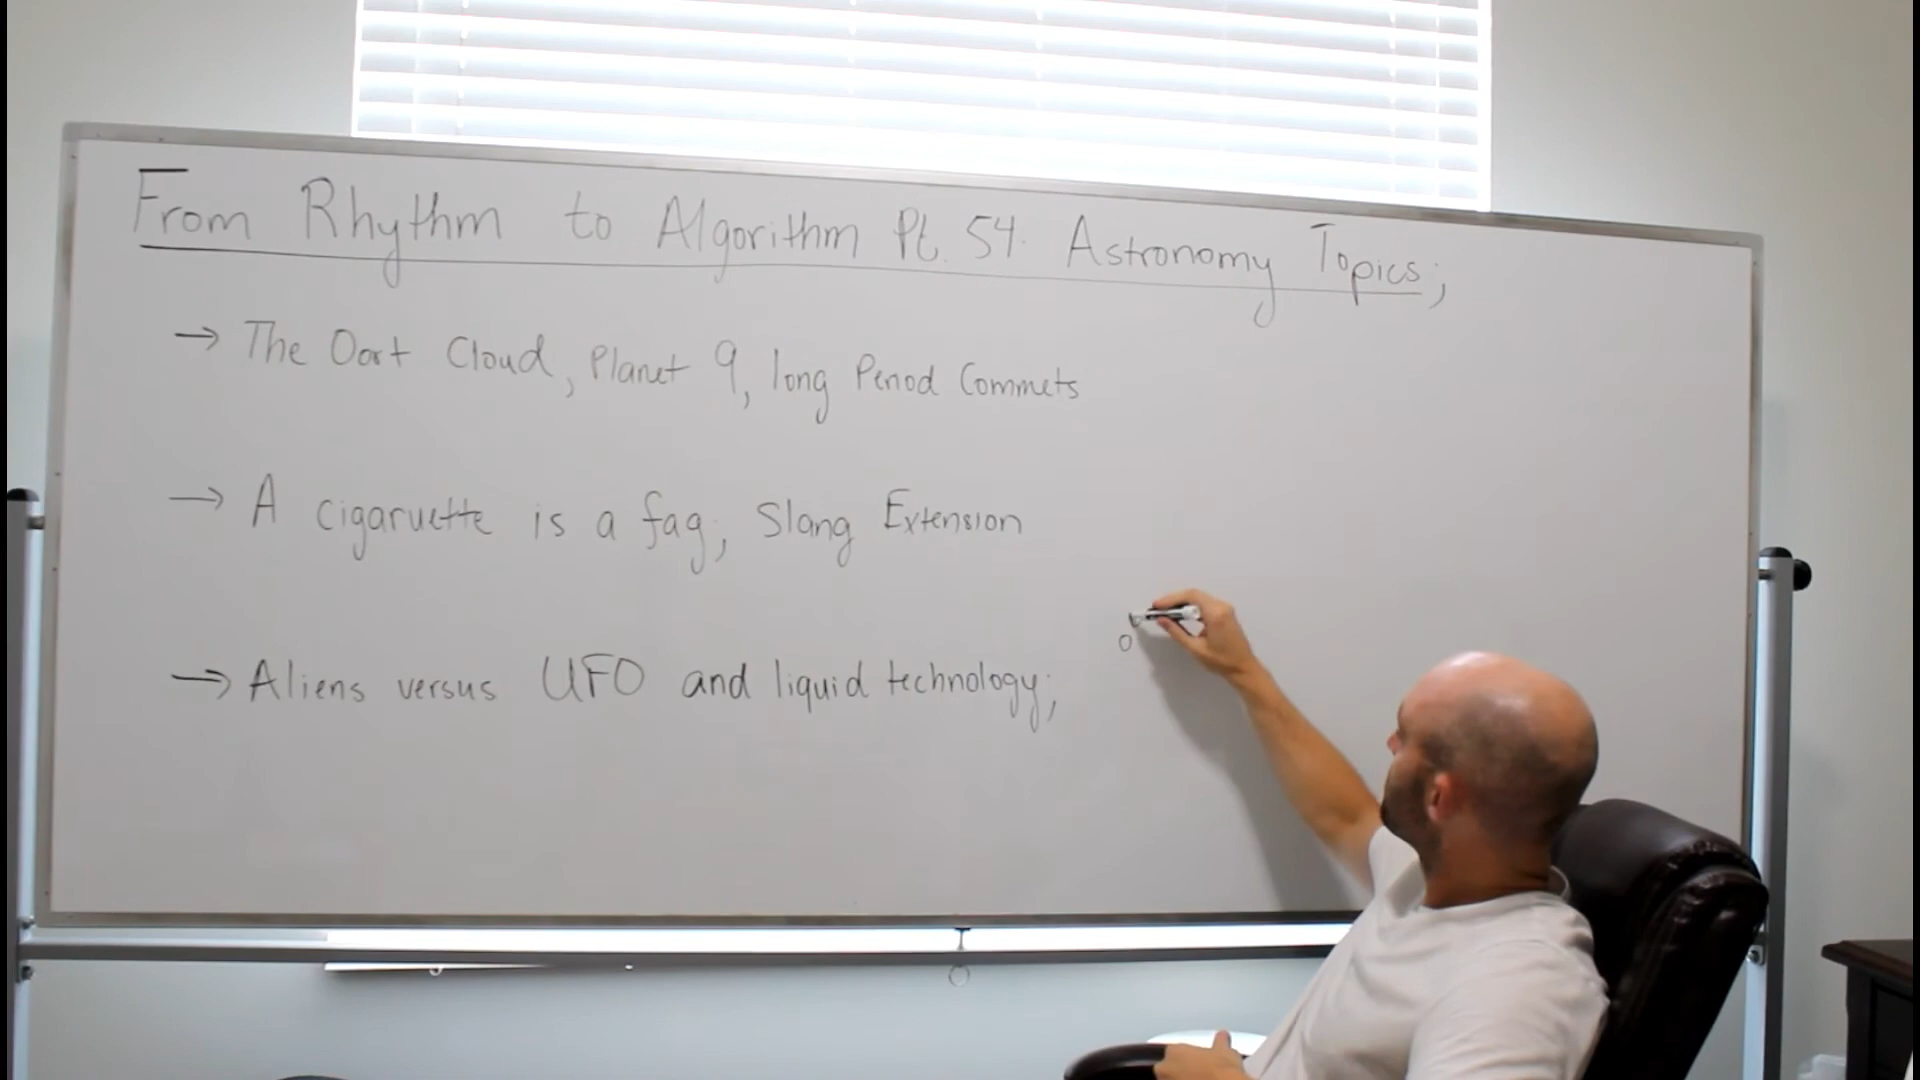 From Rhythm to Algorithm Pt. 54. Astronomy Topics;
→ The Oort Cloud, Planet 9, long Period Commets
→ A cigaruette is a fag; Slang Extension
→ Aliens versus UFO and liquid technology;